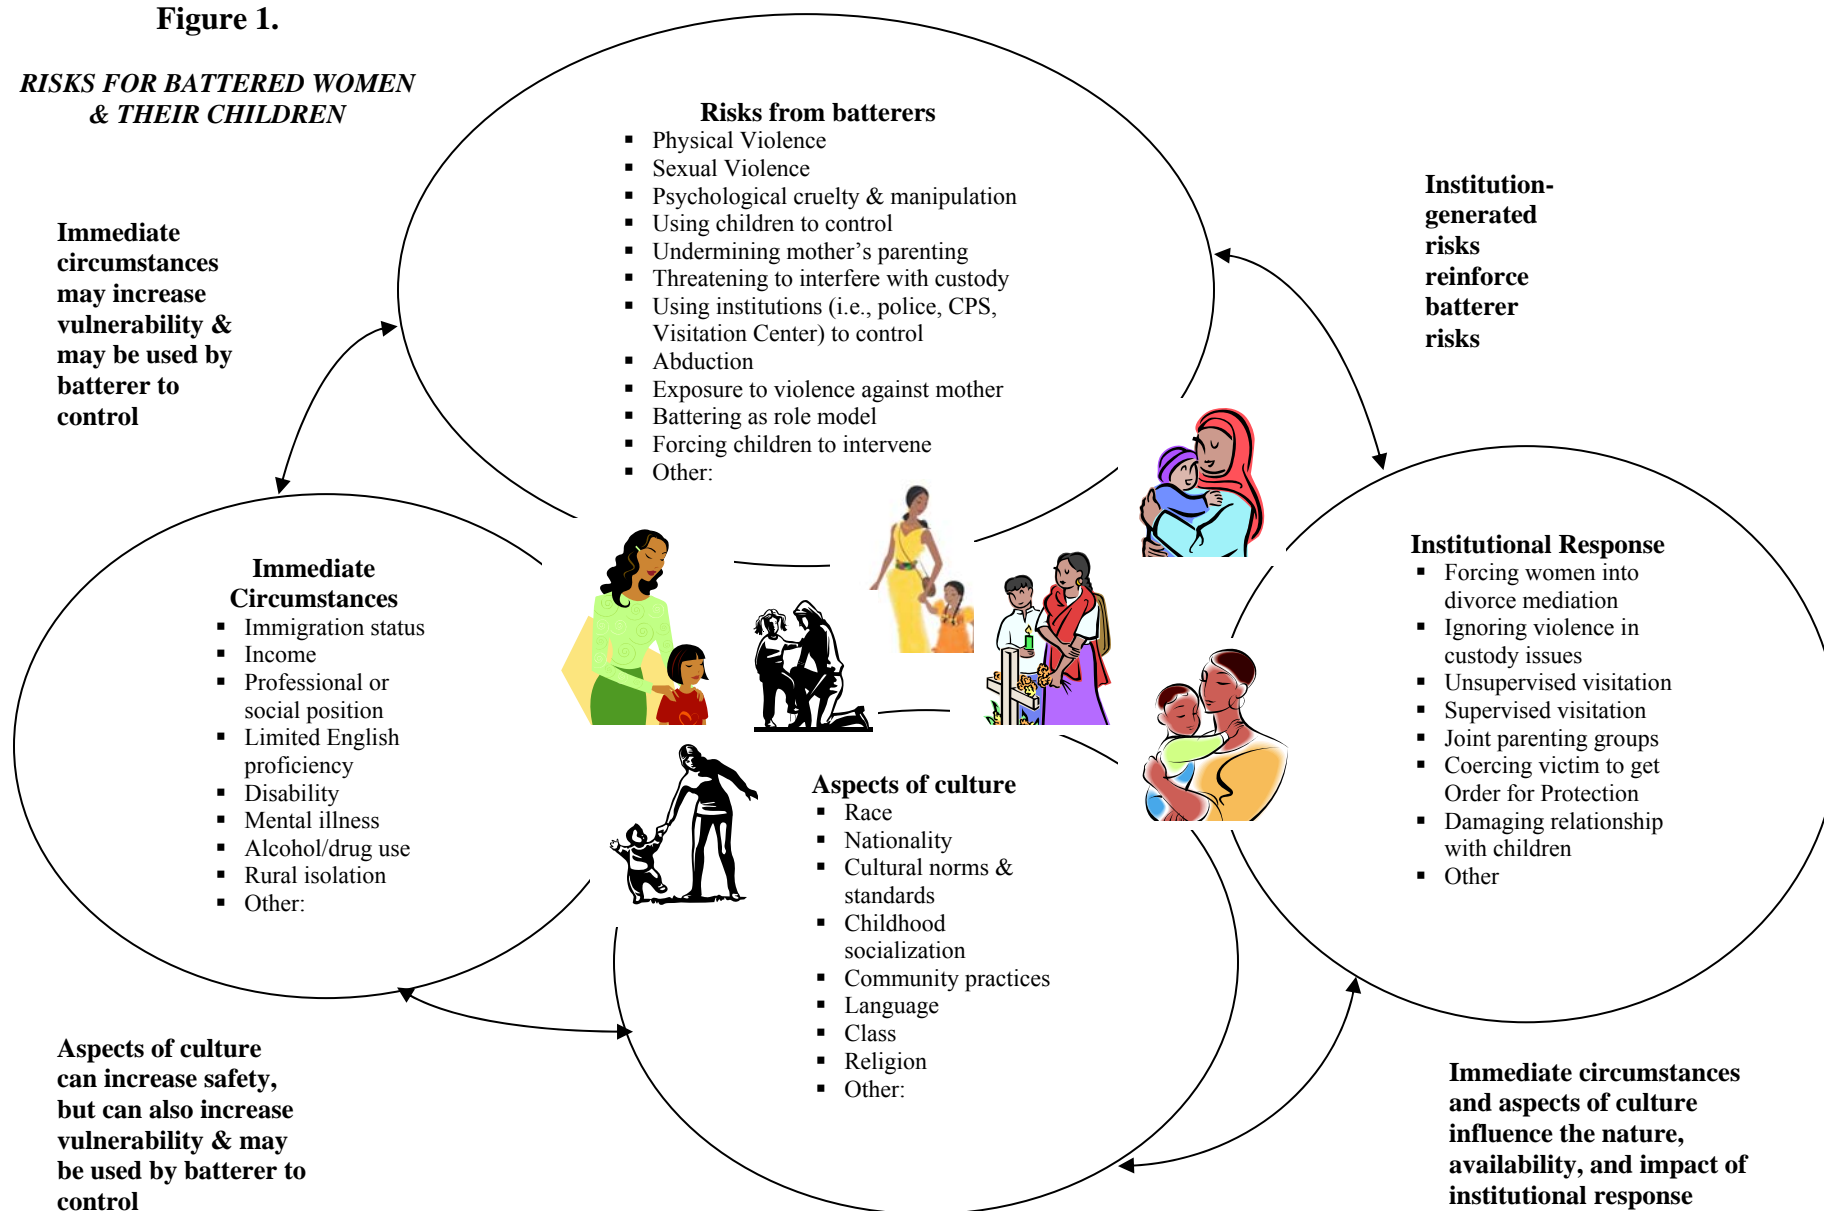 Figure 1.
RISKS FOR BATTERED WOMEN
& THEIR CHILDREN
Risks from batterers
▪ Physical Violence
▪ Sexual Violence
▪ Psychological cruelty & manipulation
▪ Using children to control
▪ Undermining mother’s parenting
▪ Threatening to interfere with custody
▪ Using institutions (i.e., police, CPS,
Visitation Center) to control
▪ Abduction
▪ Exposure to violence against mother
▪ Battering as role model
▪ Forcing children to intervene
▪ Other:
Immediate
circumstances
may increase
vulnerability &
may be used by
batterer to
control
Institution-
generated
risks
reinforce
batterer
risks
Immediate
Circumstances
▪ Immigration status
▪ Income
▪ Professional or
social position
▪ Limited English
proficiency
▪ Disability
▪ Mental illness
▪ Alcohol/drug use
▪ Rural isolation
▪ Other:
Institutional Response
▪ Forcing women into
divorce mediation
▪ Ignoring violence in
custody issues
▪ Unsupervised visitation
▪ Supervised visitation
▪ Joint parenting groups
▪ Coercing victim to get
Order for Protection
▪ Damaging relationship
with children
▪ Other
Aspects of culture
▪ Race
▪ Nationality
▪ Cultural norms &
standards
▪ Childhood
socialization
▪ Community practices
▪ Language
▪ Class
▪ Religion
▪ Other:
Aspects of culture
can increase safety,
but can also increase
vulnerability & may
be used by batterer to
control
Immediate circumstances
and aspects of culture
influence the nature,
availability, and impact of
institutional response